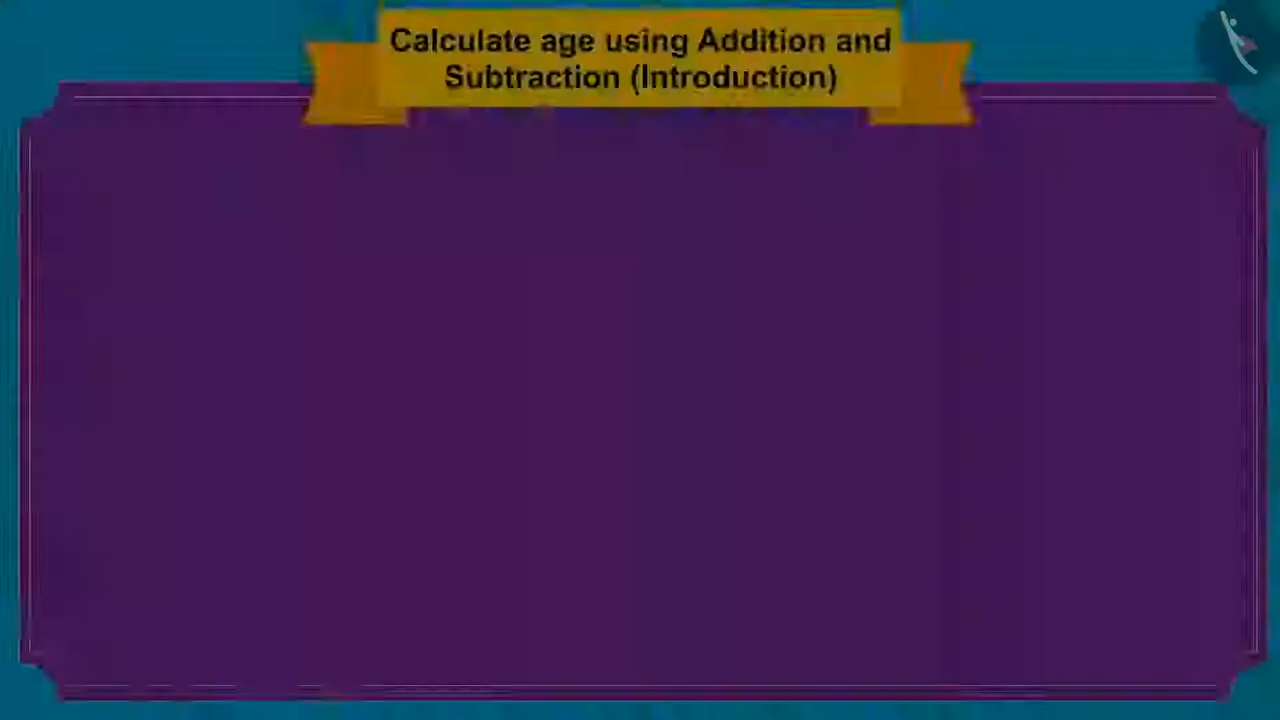 Calculate age using Addition and
Subtraction (Introduction)